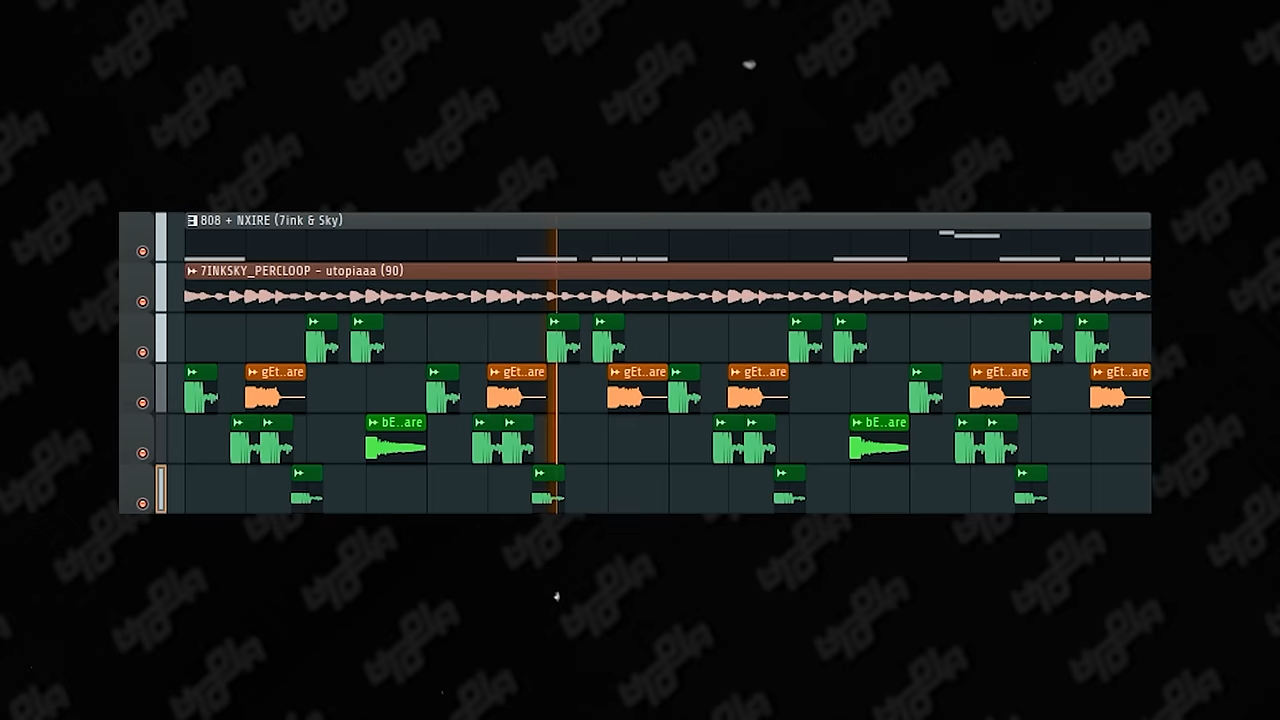 808 + NXIRE (7ink & Sky)
7INKSKY_PERCLOOP - utopiaaa (90)
gEt..are gEt..are gEt..are gEt..are gEt..are gEt..are
bE..are bE..are